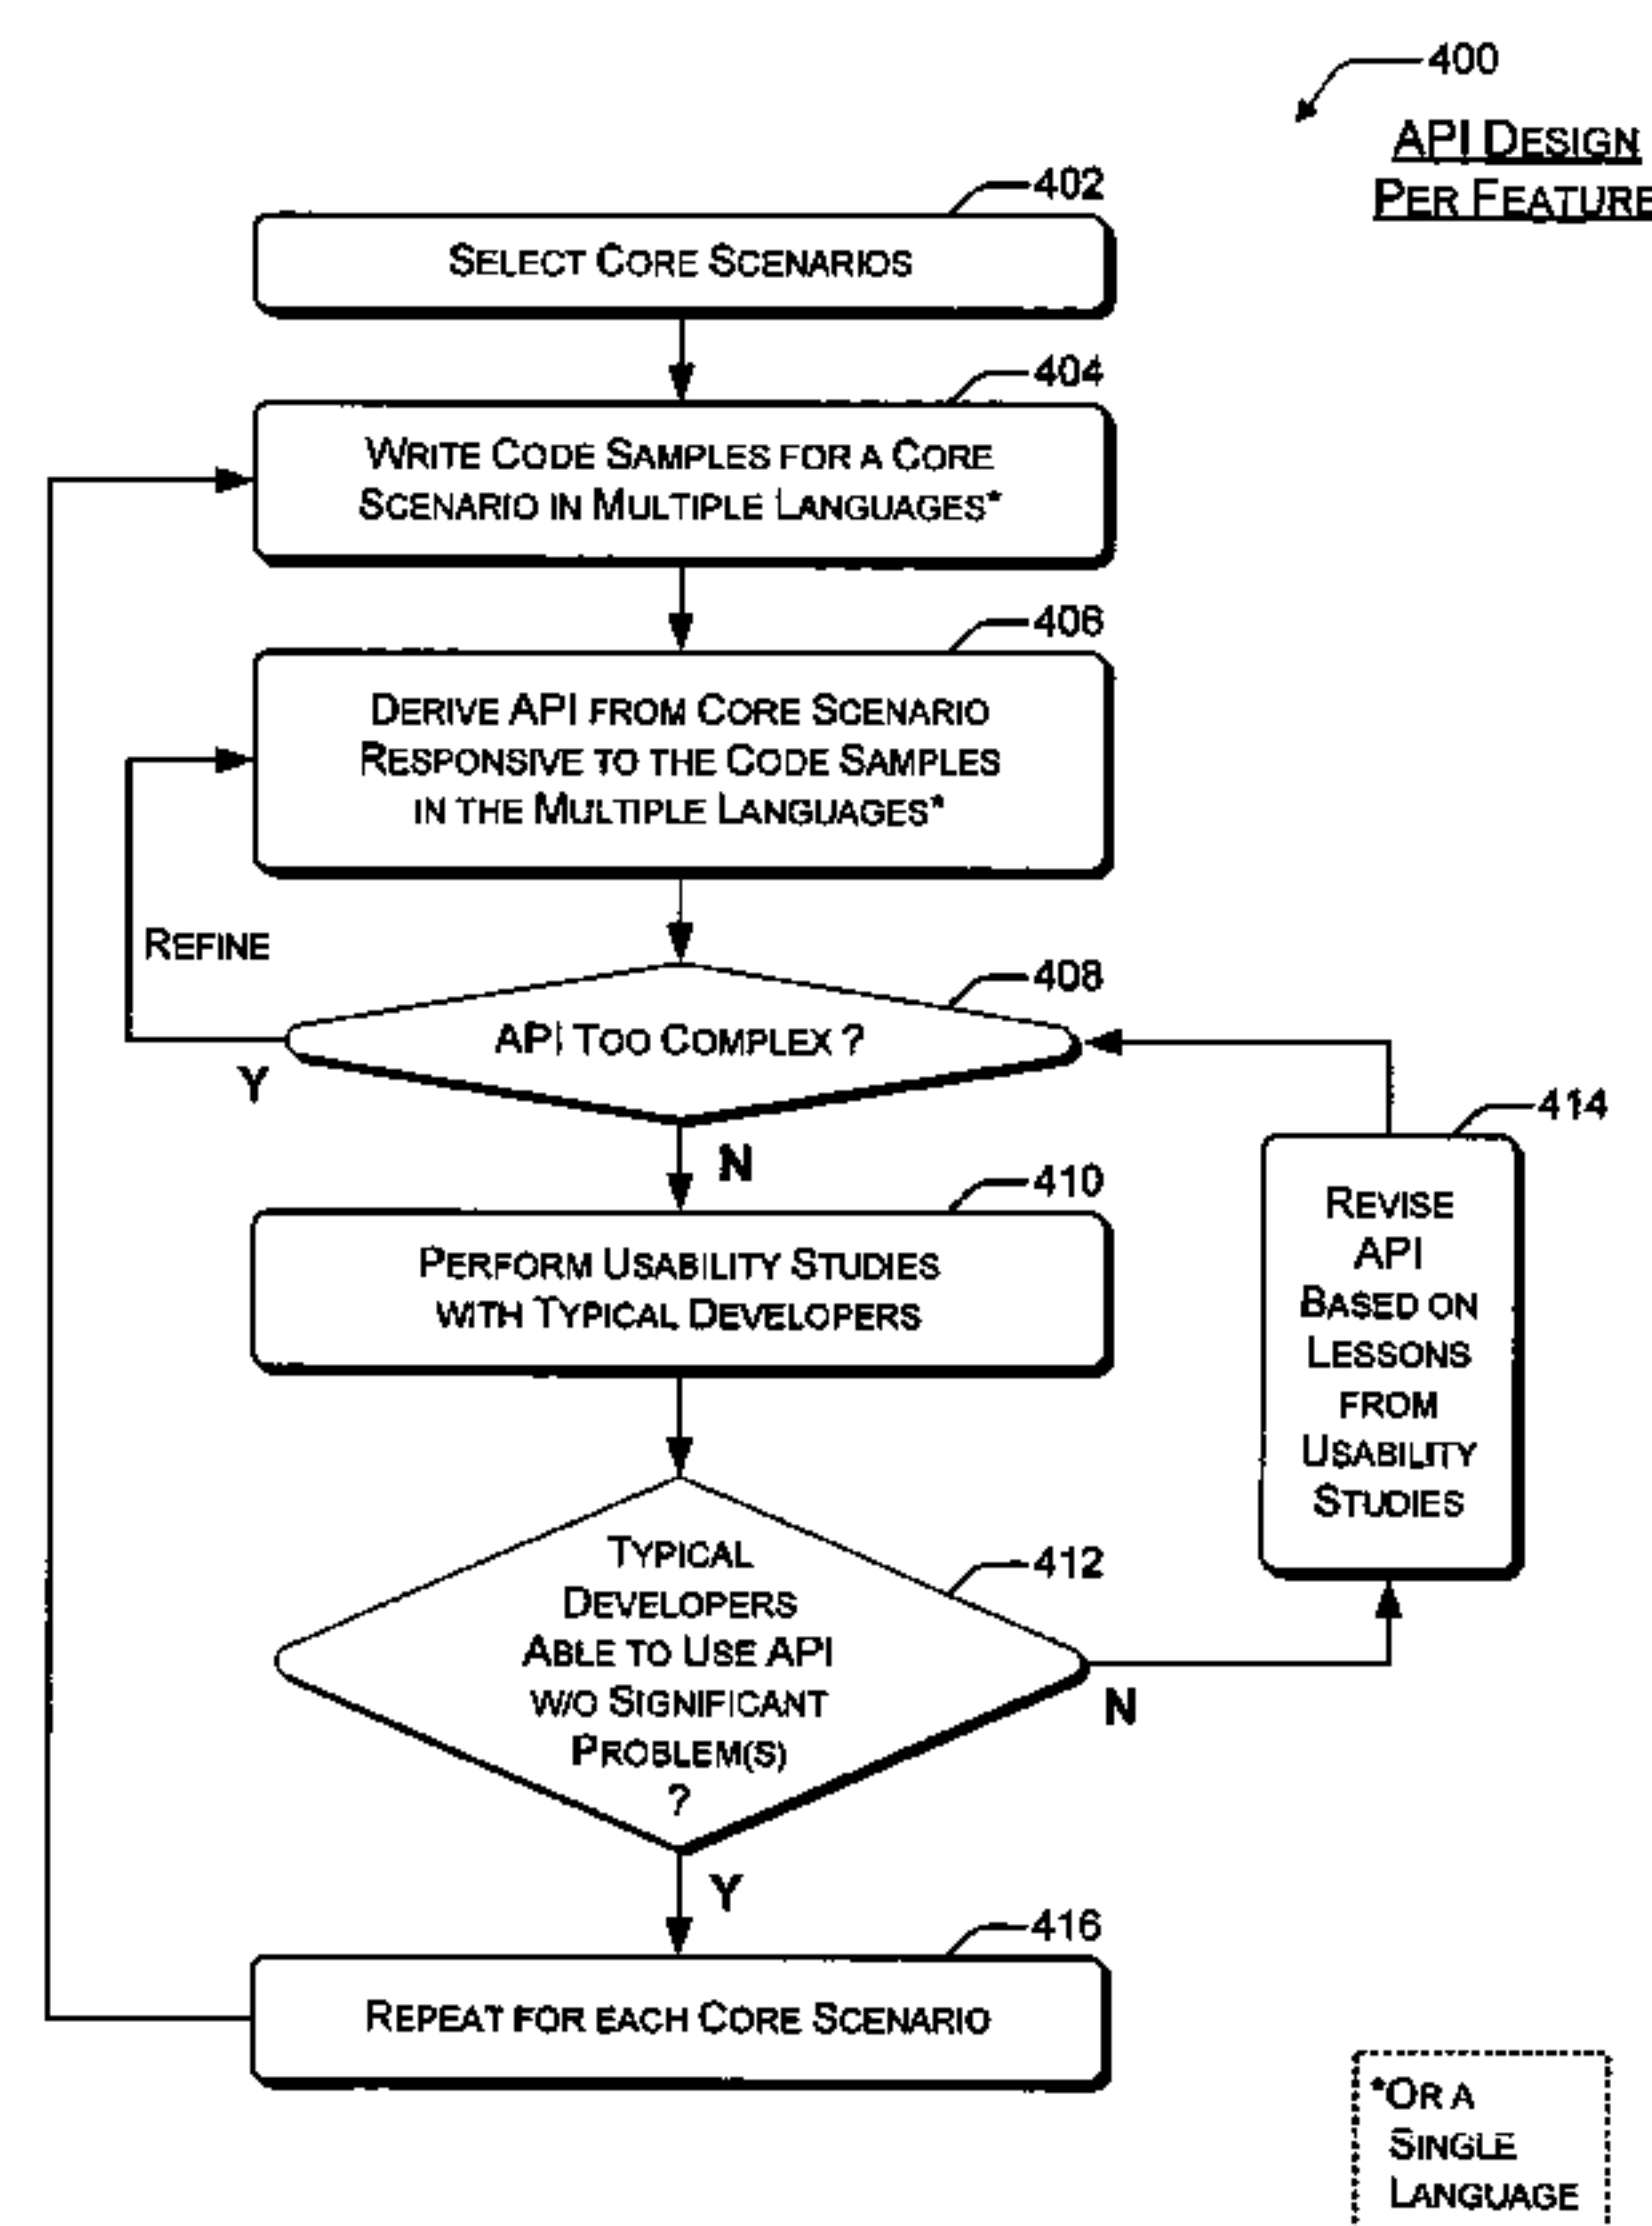 400
API DESIGN
PER FEATURE
402
SELECT CORE SCENARIOS
404
WRITE CODE SAMPLES FOR A CORE
SCENARIO IN MULTIPLE LANGUAGES*
406
DERIVE API FROM CORE SCENARIO
RESPONSIVE TO THE CODE SAMPLES
IN THE MULTIPLE LANGUAGES*
REFINE
408
API TOO COMPLEX ?
Y
N
410
PERFORM USABILITY STUDIES
WITH TYPICAL DEVELOPERS
414
REVISE
API
BASED ON
LESSONS
FROM
USABILITY
STUDIES
412
TYPICAL
DEVELOPERS
ABLE TO USE API
W/O SIGNIFICANT
PROBLEM(S)
?
N
Y
416
REPEAT FOR EACH CORE SCENARIO
*OR A
SINGLE
LANGUAGE